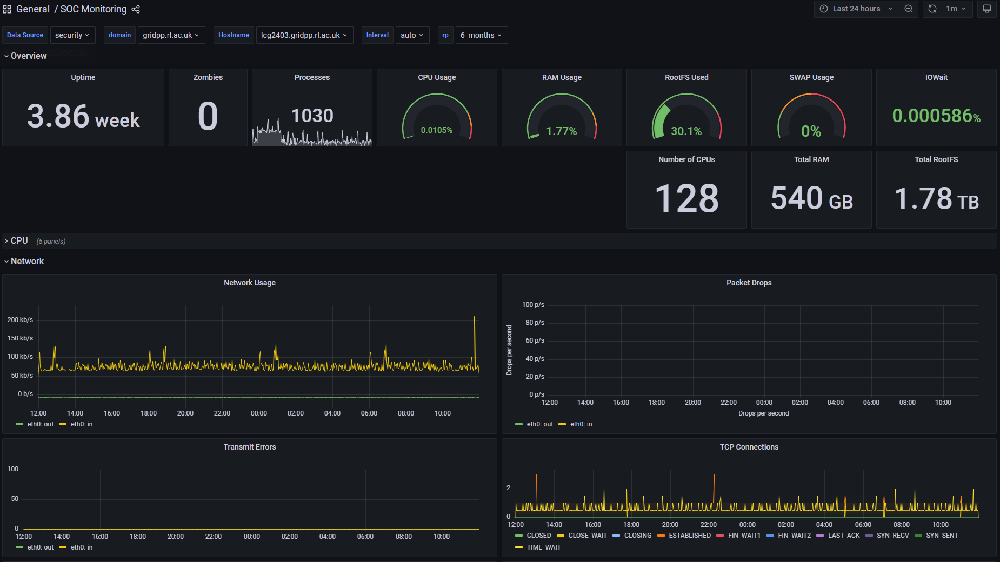 General / SOC Monitoring
Last 24 hours
1m
Data Source security domain gridpp.rl.ac.uk Hostname lcg2403.gridpp.rl.ac.uk Interval auto rp 6_months
Overview
Uptime
3.86 week
Zombies
0
Processes
1030
CPU Usage
0.0105%
RAM Usage
1.77%
RootFS Used
30.1%
SWAP Usage
0%
IOWait
0.000586%
Number of CPUs
128
Total RAM
540 GB
Total RootFS
1.78 TB
CPU (5 panels)
Network
Network Usage
200 kb/s
150 kb/s
100 kb/s
50 kb/s
0 b/s
12:00 14:00 16:00 18:00 20:00 22:00 00:00 02:00 04:00 06:00 08:00 10:00
eth0: out eth0: in
Packet Drops
Drops per second
100 p/s
80 p/s
60 p/s
40 p/s
20 p/s
0 p/s
12:00 14:00 16:00 18:00 20:00 22:00 00:00 02:00 04:00 06:00 08:00 10:00
Drops per second
eth0: out eth0: in
Transmit Errors
100
50
0
12:00 14:00 16:00 18:00 20:00 22:00 00:00 02:00 04:00 06:00 08:00 10:00
eth0: out eth0: in
TCP Connections
2
0
12:00 14:00 16:00 18:00 20:00 22:00 00:00 02:00 04:00 06:00 08:00 10:00
CLOSED CLOSE_WAIT CLOSING ESTABLISHED FIN_WAIT1 FIN_WAIT2 LAST_ACK SYN_RECV SYN_SENT
TIME_WAIT